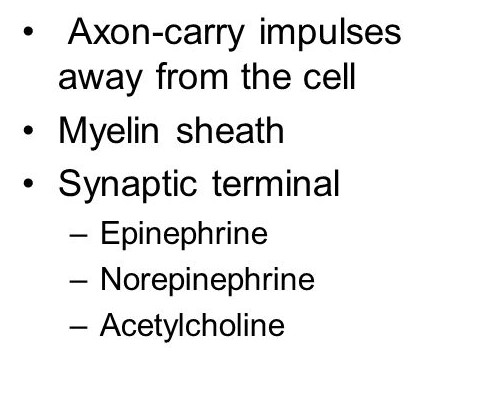 • Axon-carry impulses
away from the cell
• Myelin sheath
• Synaptic terminal
– Epinephrine
– Norepinephrine
– Acetylcholine